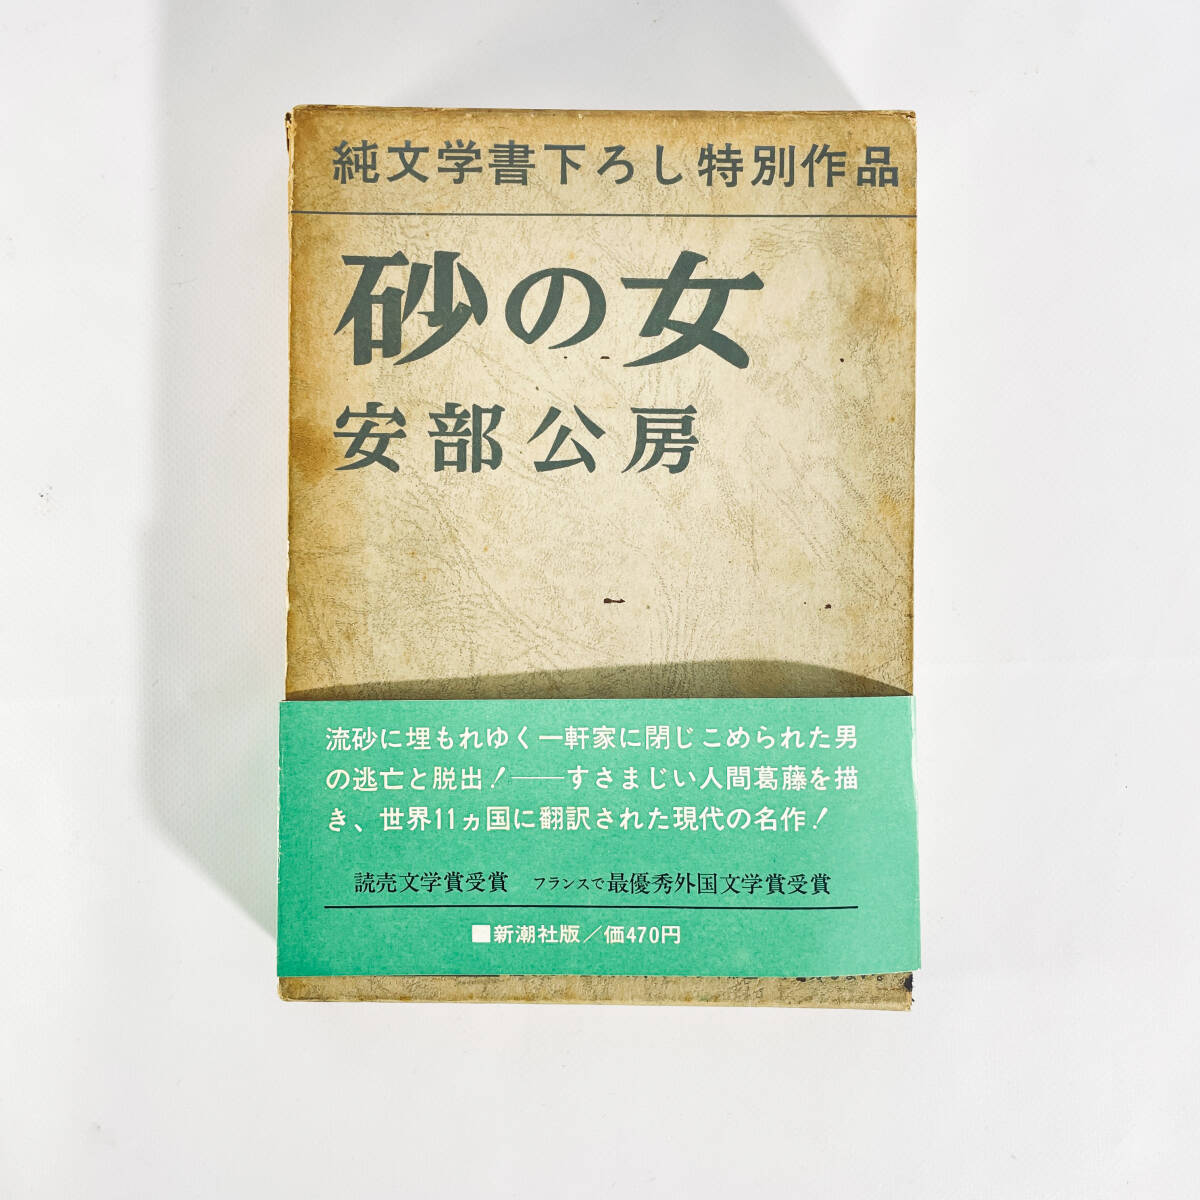 純文学書下ろし特別作品
砂の女
安部公房
流砂に埋もれゆく一軒家に閉じこめられた男
の逃亡と脱出！――すさまじい人間葛藤を描
き、世界11ヵ国に翻訳された現代の名作！
読売文学賞受賞　フランスで最優秀外国文学賞受賞
■新潮社版／価470円